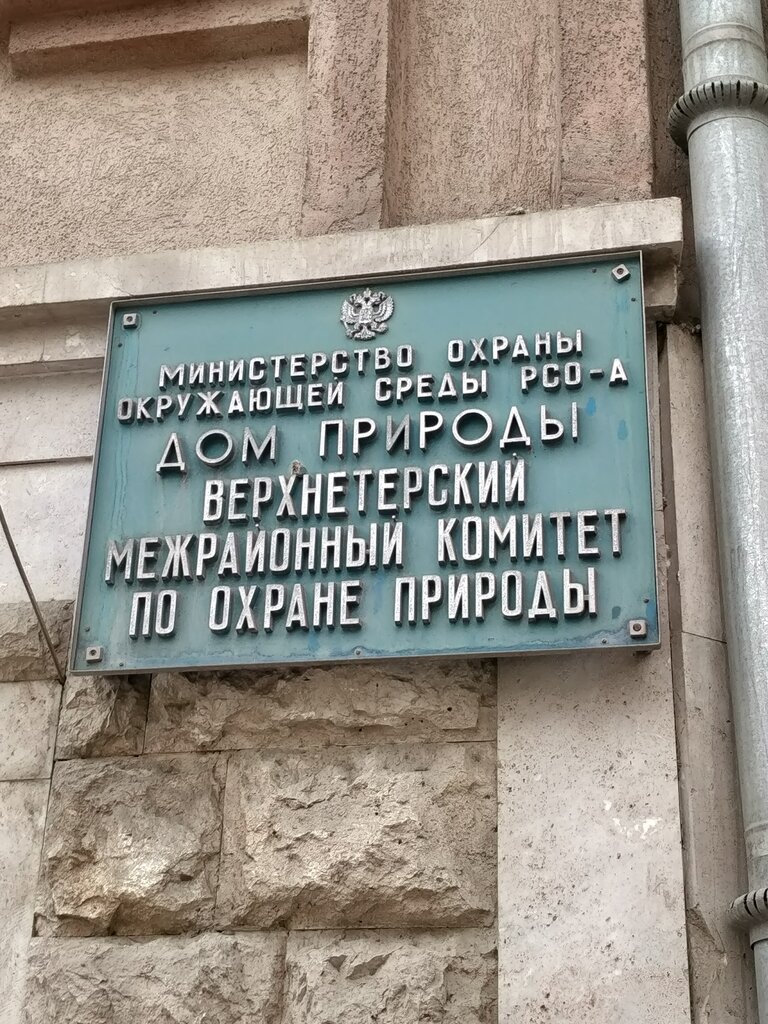 МИНИСТЕРСТВО ОХРАНЫ
ОКРУЖАЮЩЕЙ СРЕДЫ РСО-А
ДОМ ПРИРОДЫ
ВЕРХНЕТЕРСКИЙ
МЕЖРАЙОННЫЙ КОМИТЕТ
ПО ОХРАНЕ ПРИРОДЫ